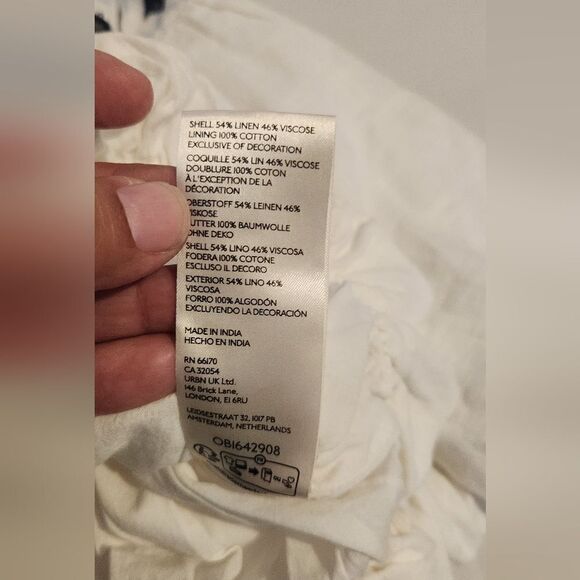 SHELL 54% LINEN 46% VISCOSE
LINING 100% COTTON
EXCLUSIVE OF DECORATION
COQUILLE 54% LIN 46% VISCOSE
DOUBLURE 100% COTON
À L'EXCEPTION DE LA
DÉCORATION
OBERSTOFF 54% LEINEN 46%
VISKOSE
FUTTER 100% BAUMWOLLE
OHNE DEKO
SHELL 54% LINO 46% VISCOSA
FODERA 100% COTONE
ESCLUSO IL DECORO
EXTERIOR 54% LINO 46%
VISCOSA
FORRO 100% ALGODÓN
EXCLUYENDO LA DECORACIÓN
MADE IN INDIA
HECHO EN INDIA
RN 66170
CA 32054
URBN UK Ltd.
146 Brick Lane,
LONDON, E1 6RU
LEIDSESTRAAT 32, 1017 PB
AMSTERDAM, NETHERLANDS
OB1642908
FR
OU